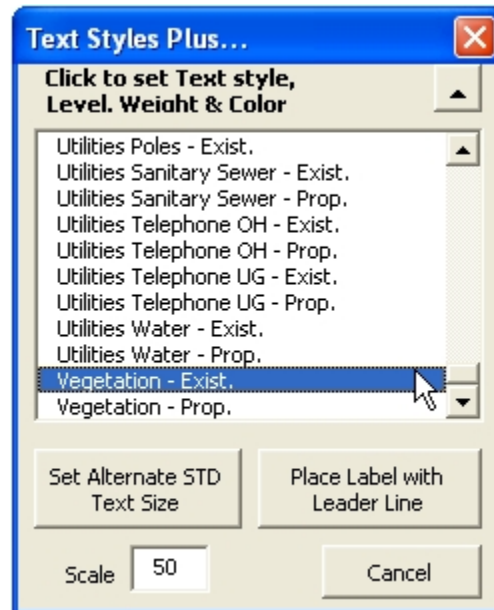 Text Styles Plus...
Click to set Text style,
Level. Weight & Color
Utilities Poles - Exist.
Utilities Sanitary Sewer - Exist.
Utilities Sanitary Sewer - Prop.
Utilities Telephone OH - Exist.
Utilities Telephone OH - Prop.
Utilities Telephone UG - Exist.
Utilities Telephone UG - Prop.
Utilities Water - Exist.
Utilities Water - Prop.
Vegetation - Exist.
Vegetation - Prop.
Set Alternate STD
Text Size
Place Label with
Leader Line
Scale 50
Cancel